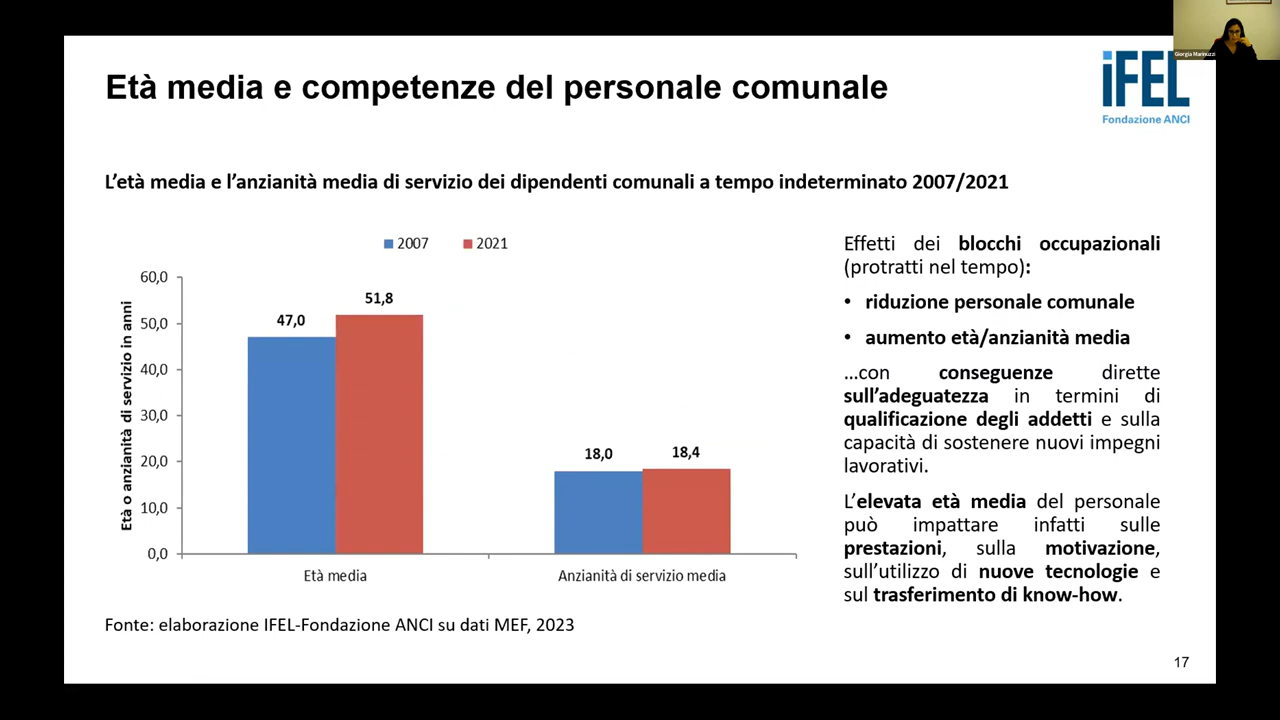 Giorgia Marinuzzi
Età media e competenze del personale comunale
iFEL
Fondazione ANCI
L'età media e l'anzianità media di servizio dei dipendenti comunali a tempo indeterminato 2007/2021
2007 2021
Età o anzianità di servizio in anni
60,0
50,0
40,0
30,0
20,0
10,0
0,0
47,0
51,8
18,0
18,4
Età media
Anzianità di servizio media
Effetti dei blocchi occupazionali
(protratti nel tempo):
• riduzione personale comunale
• aumento età/anzianità media
…con conseguenze dirette
sull'adeguatezza in termini di
qualificazione degli addetti e sulla
capacità di sostenere nuovi impegni
lavorativi.
L'elevata età media del personale
può impattare infatti sulle
prestazioni, sulla motivazione,
sull'utilizzo di nuove tecnologie e
sul trasferimento di know-how.
Fonte: elaborazione IFEL-Fondazione ANCI su dati MEF, 2023
17